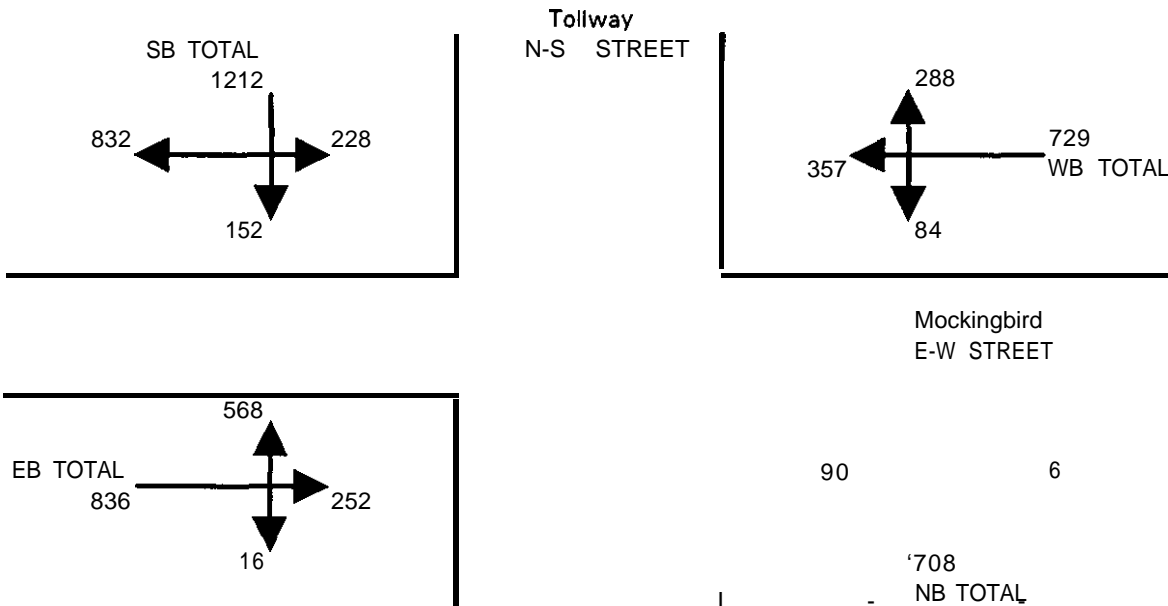 Tollway
N-S STREET
SB TOTAL
1212
832
228
152
288
729
WB TOTAL
357
84
Mockingbird
E-W STREET
568
EB TOTAL
836
252
16
90
6
‘708
NB TOTAL